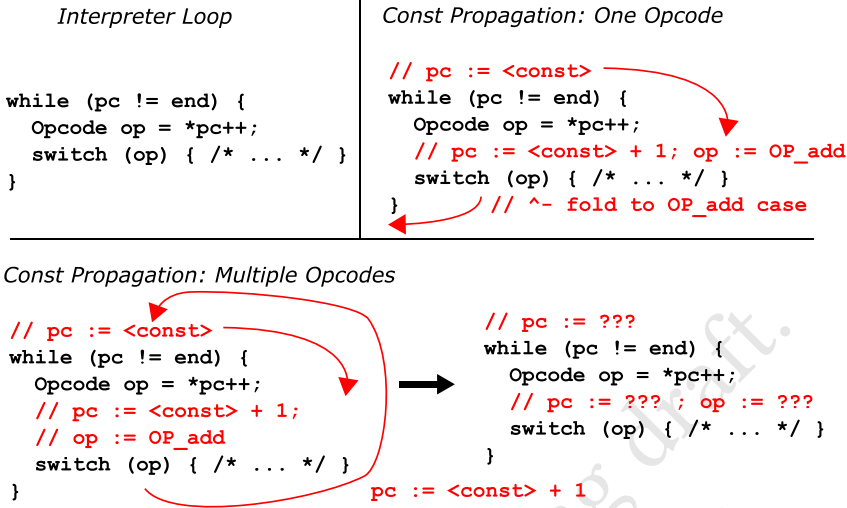 Interpreter Loop
while (pc != end) {
  Opcode op = *pc++;
  switch (op) { /* ... */ }
}
Const Propagation: One Opcode
// pc := <const>
while (pc != end) {
  Opcode op = *pc++;
  // pc := <const> + 1; op := OP_add
  switch (op) { /* ... */ }
}       // ^- fold to OP_add case
Const Propagation: Multiple Opcodes
// pc := <const>
while (pc != end) {
  Opcode op = *pc++;
  // pc := <const> + 1;
  // op := OP_add
  switch (op) { /* ... */ }
}
pc := <const> + 1
// pc := ???
while (pc != end) {
  Opcode op = *pc++;
  // pc := ??? ; op := ???
  switch (op) { /* ... */ }
}
draft.